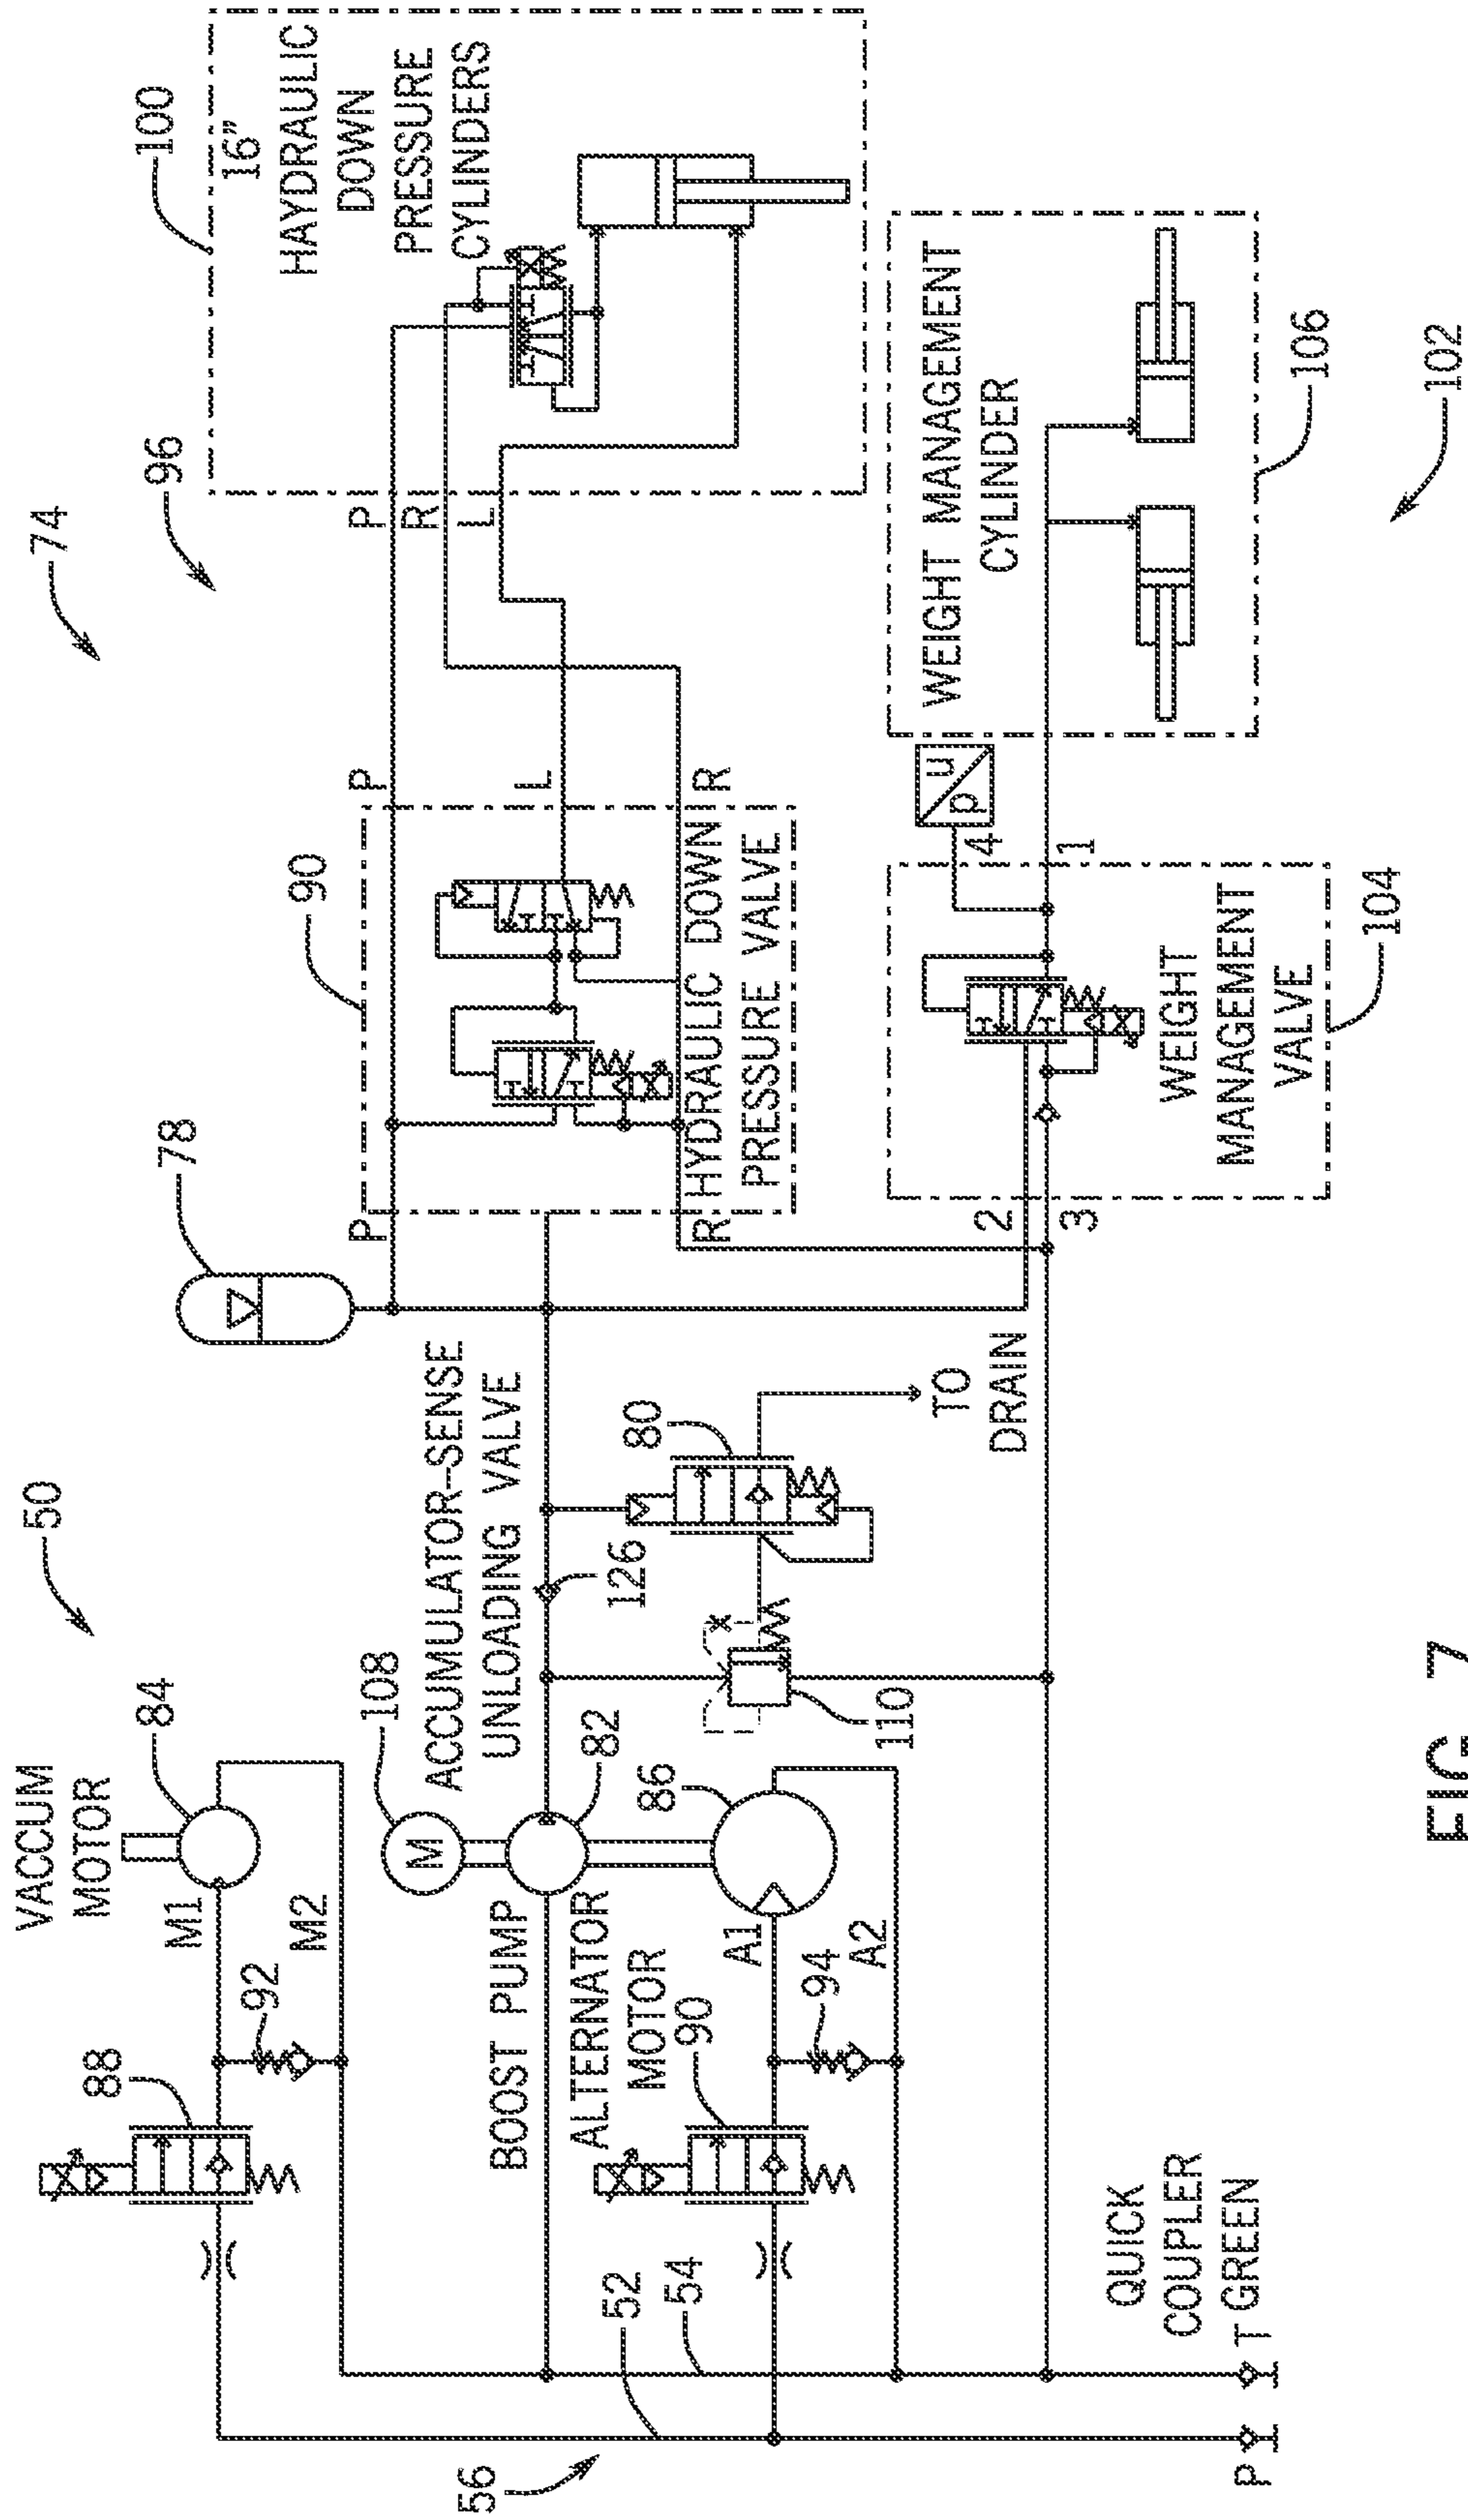 50
74
96
100
VACCUM
MOTOR
84
M1
M2
88
92
108
BOOST PUMP
82
ALTERNATOR
MOTOR
86
90
A1
A2
94
ACCUMULATOR-SENSE
UNLOADING VALVE
126
80
110
TO
DRAIN
78
90
P
R
P
L
R
HYDRAULIC DOWN
PRESSURE VALVE
P
R
L
16"
HAYDRAULIC
DOWN
PRESSURE
CYLINDERS
2
3
4
1
p
u
WEIGHT
MANAGEMENT
VALVE
104
WEIGHT MANAGEMENT
CYLINDER
106
102
56
52
54
QUICK
COUPLER
T GREEN
P
M
FIG. 7